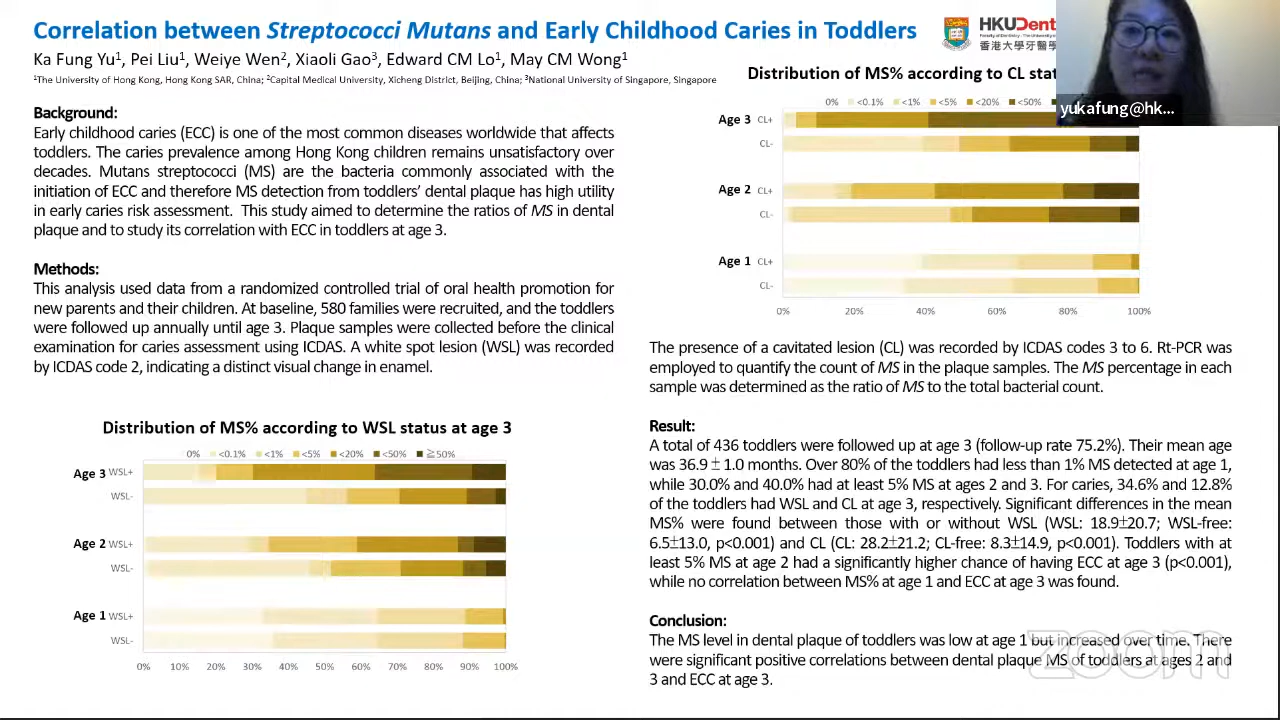 Correlation between Streptococci Mutans and Early Childhood Caries in Toddlers
HKUDent
香港大學牙醫學
Ka Fung Yu¹, Pei Liu¹, Weiye Wen², Xiaoli Gao³, Edward CM Lo¹, May CM Wong¹
¹The University of Hong Kong, Hong Kong SAR, China; ²Capital Medical University, Xicheng District, Beijing, China; ³National University of Singapore, Singapore
Background:
Early childhood caries (ECC) is one of the most common diseases worldwide that affects
toddlers. The caries prevalence among Hong Kong children remains unsatisfactory over
decades. Mutans streptococci (MS) are the bacteria commonly associated with the
initiation of ECC and therefore MS detection from toddlers' dental plaque has high utility
in early caries risk assessment. This study aimed to determine the ratios of MS in dental
plaque and to study its correlation with ECC in toddlers at age 3.
Methods:
This analysis used data from a randomized controlled trial of oral health promotion for
new parents and their children. At baseline, 580 families were recruited, and the toddlers
were followed up annually until age 3. Plaque samples were collected before the clinical
examination for caries assessment using ICDAS. A white spot lesion (WSL) was recorded
by ICDAS code 2, indicating a distinct visual change in enamel.
Distribution of MS% according to WSL status at age 3
0% <0.1% <1% <5% <20% <50% ≧50%
Age 3 WSL+
WSL-
Age 2 WSL+
WSL-
Age 1 WSL+
WSL-
0% 10% 20% 30% 40% 50% 60% 70% 80% 90% 100%
Distribution of MS% according to CL stat
0% <0.1% <1% <5% <20% <50%
yukafung@hk...
Age 3 CL+
CL-
Age 2 CL+
CL-
Age 1 CL+
CL-
0% 20% 40% 60% 80% 100%
The presence of a cavitated lesion (CL) was recorded by ICDAS codes 3 to 6. Rt-PCR was
employed to quantify the count of MS in the plaque samples. The MS percentage in each
sample was determined as the ratio of MS to the total bacterial count.
Result:
A total of 436 toddlers were followed up at age 3 (follow-up rate 75.2%). Their mean age
was 36.9 ± 1.0 months. Over 80% of the toddlers had less than 1% MS detected at age 1,
while 30.0% and 40.0% had at least 5% MS at ages 2 and 3. For caries, 34.6% and 12.8%
of the toddlers had WSL and CL at age 3, respectively. Significant differences in the mean
MS% were found between those with or without WSL (WSL: 18.9±20.7; WSL-free:
6.5±13.0, p<0.001) and CL (CL: 28.2±21.2; CL-free: 8.3±14.9, p<0.001). Toddlers with at
least 5% MS at age 2 had a significantly higher chance of having ECC at age 3 (p<0.001),
while no correlation between MS% at age 1 and ECC at age 3 was found.
Conclusion:
The MS level in dental plaque of toddlers was low at age 1 but increased over time. There
were significant positive correlations between dental plaque MS of toddlers at ages 2 and
3 and ECC at age 3.
zoom